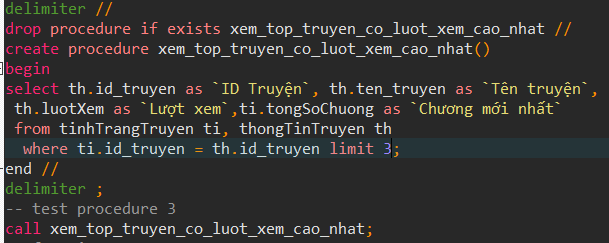 delimiter //
drop procedure if exists xem_top_truyen_co_luot_xem_cao_nhat //
create procedure xem_top_truyen_co_luot_xem_cao_nhat()
begin
select th.id_truyen as `ID Truyện`, th.ten_truyen as `Tên truyện`,
th.luotXem as `Lượt xem`,ti.tongSoChuong as `Chương mới nhất`
from tinhTrangTruyen ti, thongTinTruyen th
where ti.id_truyen = th.id_truyen limit 3;
end //
delimiter ;
-- test procedure 3
call xem_top_truyen_co_luot_xem_cao_nhat;